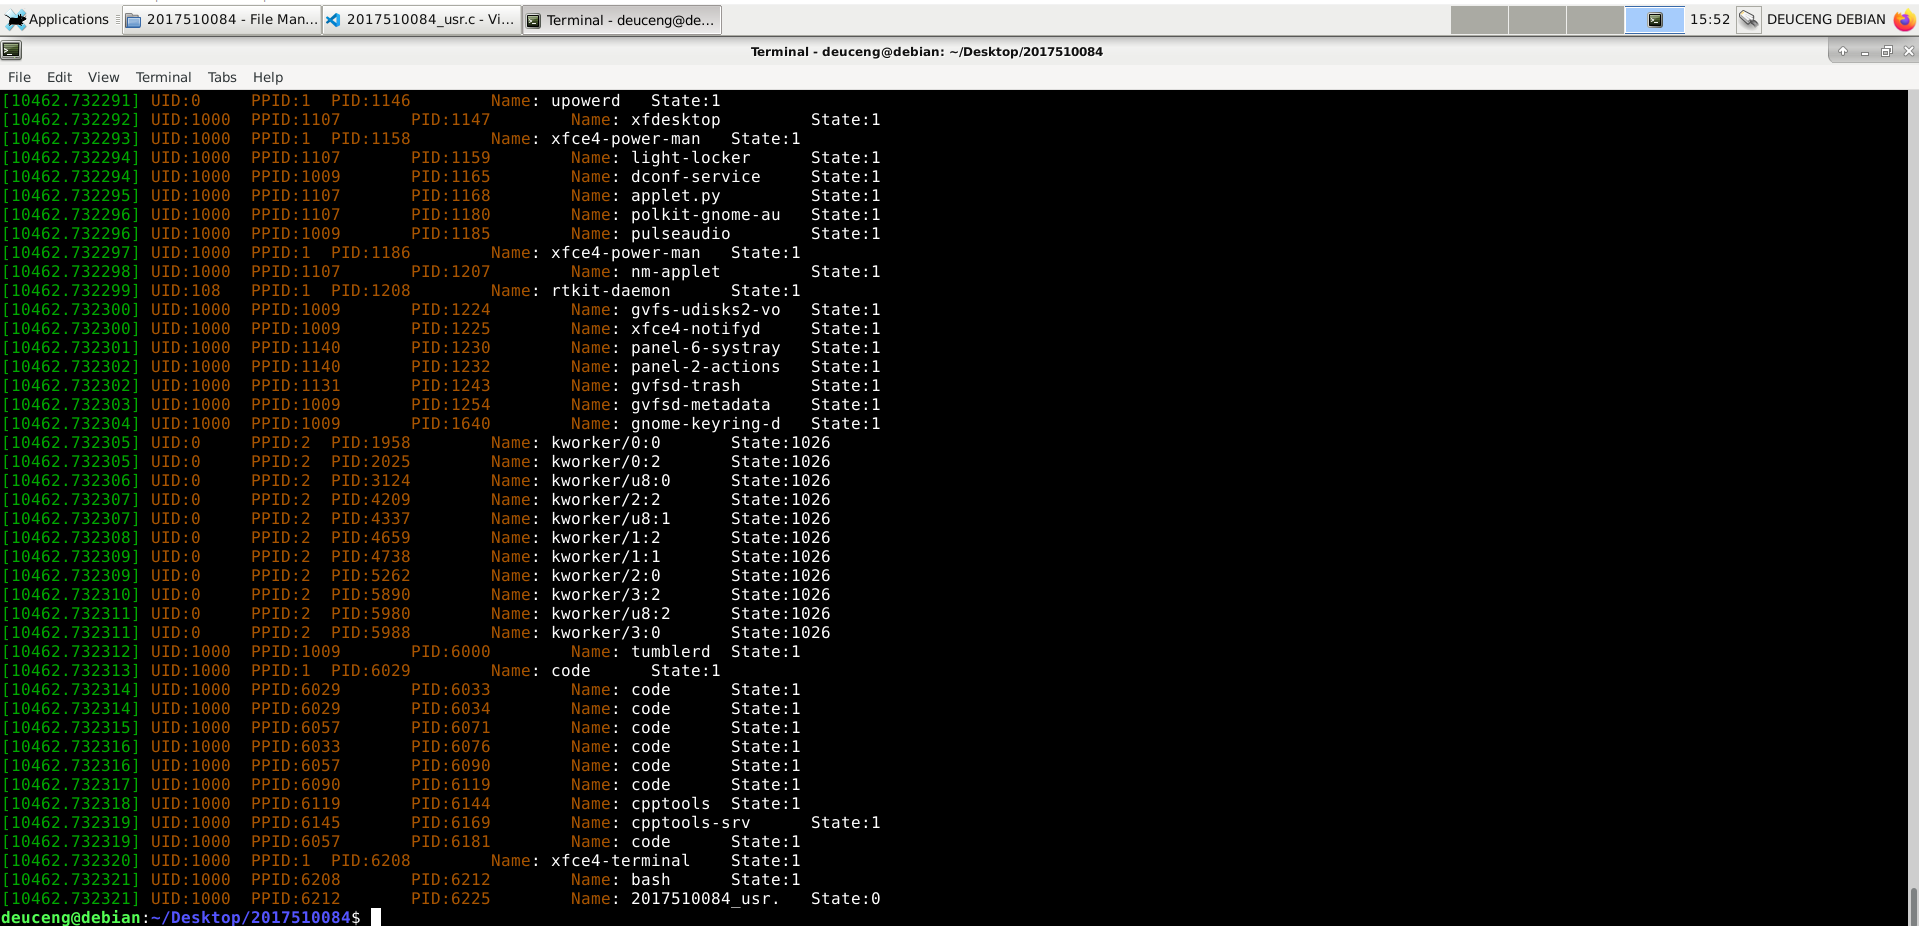 Applications 2017510084 - File Man... 2017510084_usr.c - Vi... Terminal - deuceng@de... 15:52 DEUCENG DEBIAN
Terminal - deuceng@debian: ~/Desktop/2017510084
File Edit View Terminal Tabs Help
[10462.732291] UID:0 PPID:1 PID:1146 Name: upowerd State:1
[10462.732292] UID:1000 PPID:1107 PID:1147 Name: xfdesktop State:1
[10462.732293] UID:1000 PPID:1 PID:1158 Name: xfce4-power-man State:1
[10462.732294] UID:1000 PPID:1107 PID:1159 Name: light-locker State:1
[10462.732294] UID:1000 PPID:1009 PID:1165 Name: dconf-service State:1
[10462.732295] UID:1000 PPID:1107 PID:1168 Name: applet.py State:1
[10462.732296] UID:1000 PPID:1107 PID:1180 Name: polkit-gnome-au State:1
[10462.732296] UID:1000 PPID:1009 PID:1185 Name: pulseaudio State:1
[10462.732297] UID:1000 PPID:1 PID:1186 Name: xfce4-power-man State:1
[10462.732298] UID:1000 PPID:1107 PID:1207 Name: nm-applet State:1
[10462.732299] UID:108 PPID:1 PID:1208 Name: rtkit-daemon State:1
[10462.732300] UID:1000 PPID:1009 PID:1224 Name: gvfs-udisks2-vo State:1
[10462.732300] UID:1000 PPID:1009 PID:1225 Name: xfce4-notifyd State:1
[10462.732301] UID:1000 PPID:1140 PID:1230 Name: panel-6-systray State:1
[10462.732302] UID:1000 PPID:1140 PID:1232 Name: panel-2-actions State:1
[10462.732302] UID:1000 PPID:1131 PID:1243 Name: gvfsd-trash State:1
[10462.732303] UID:1000 PPID:1009 PID:1254 Name: gvfsd-metadata State:1
[10462.732304] UID:1000 PPID:1009 PID:1640 Name: gnome-keyring-d State:1
[10462.732305] UID:0 PPID:2 PID:1958 Name: kworker/0:0 State:1026
[10462.732305] UID:0 PPID:2 PID:2025 Name: kworker/0:2 State:1026
[10462.732306] UID:0 PPID:2 PID:3124 Name: kworker/u8:0 State:1026
[10462.732307] UID:0 PPID:2 PID:4209 Name: kworker/2:2 State:1026
[10462.732307] UID:0 PPID:2 PID:4337 Name: kworker/u8:1 State:1026
[10462.732308] UID:0 PPID:2 PID:4659 Name: kworker/1:2 State:1026
[10462.732309] UID:0 PPID:2 PID:4738 Name: kworker/1:1 State:1026
[10462.732309] UID:0 PPID:2 PID:5262 Name: kworker/2:0 State:1026
[10462.732310] UID:0 PPID:2 PID:5890 Name: kworker/3:2 State:1026
[10462.732311] UID:0 PPID:2 PID:5980 Name: kworker/u8:2 State:1026
[10462.732311] UID:0 PPID:2 PID:5988 Name: kworker/3:0 State:1026
[10462.732312] UID:1000 PPID:1009 PID:6000 Name: tumblerd State:1
[10462.732313] UID:1000 PPID:1 PID:6029 Name: code State:1
[10462.732314] UID:1000 PPID:6029 PID:6033 Name: code State:1
[10462.732314] UID:1000 PPID:6029 PID:6034 Name: code State:1
[10462.732315] UID:1000 PPID:6057 PID:6071 Name: code State:1
[10462.732316] UID:1000 PPID:6033 PID:6076 Name: code State:1
[10462.732316] UID:1000 PPID:6057 PID:6090 Name: code State:1
[10462.732317] UID:1000 PPID:6090 PID:6119 Name: code State:1
[10462.732318] UID:1000 PPID:6119 PID:6144 Name: cpptools State:1
[10462.732319] UID:1000 PPID:6145 PID:6169 Name: cpptools-srv State:1
[10462.732319] UID:1000 PPID:6057 PID:6181 Name: code State:1
[10462.732320] UID:1000 PPID:1 PID:6208 Name: xfce4-terminal State:1
[10462.732321] UID:1000 PPID:6208 PID:6212 Name: bash State:1
[10462.732321] UID:1000 PPID:6212 PID:6225 Name: 2017510084_usr. State:0
deuceng@debian:~/Desktop/2017510084$